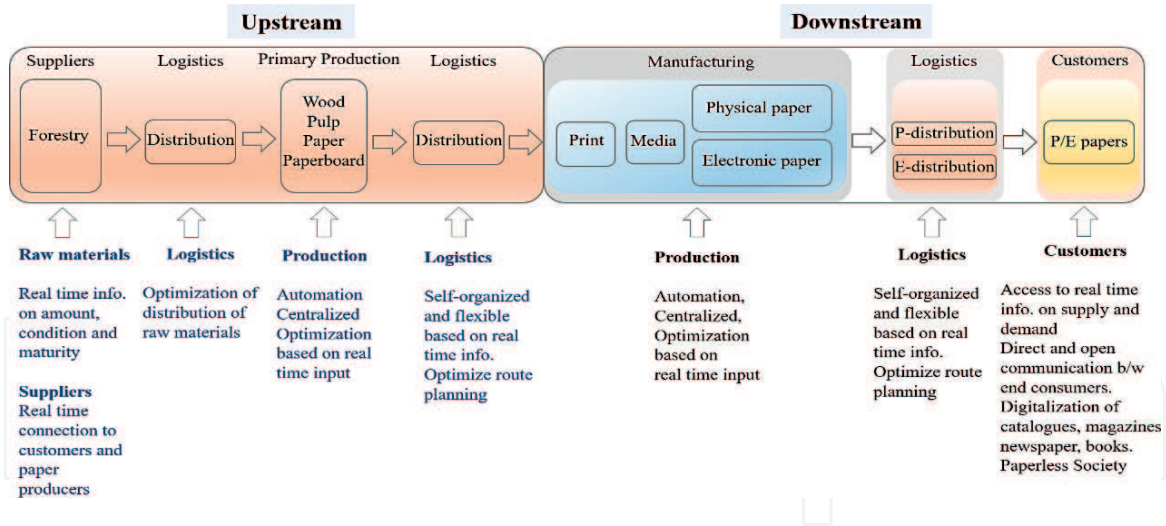 Upstream
Downstream
Suppliers
Logistics
Primary Production
Logistics
Manufacturing
Logistics
Customers
Forestry
Distribution
Wood
Pulp
Paper
Paperboard
Distribution
Print
Media
Physical paper
Electronic paper
P-distribution
E-distribution
P/E papers
Raw materials
Real time info.
on amount,
condition and
maturity
Suppliers
Real time
connection to
customers and
paper
producers
Logistics
Optimization of
distribution of
raw materials
Production
Automation
Centralized
Optimization
based on real
time input
Logistics
Self-organized
and flexible
based on real
time info.
Optimize route
planning
Production
Automation,
Centralized,
Optimization
based on
real time input
Logistics
Self-organized
and flexible
based on real
time info.
Optimize route
planning
Customers
Access to real time
info. on supply and
demand
Direct and open
communication b/w
end consumers.
Digitalization of
catalogues, magazines
newspaper, books.
Paperless Society